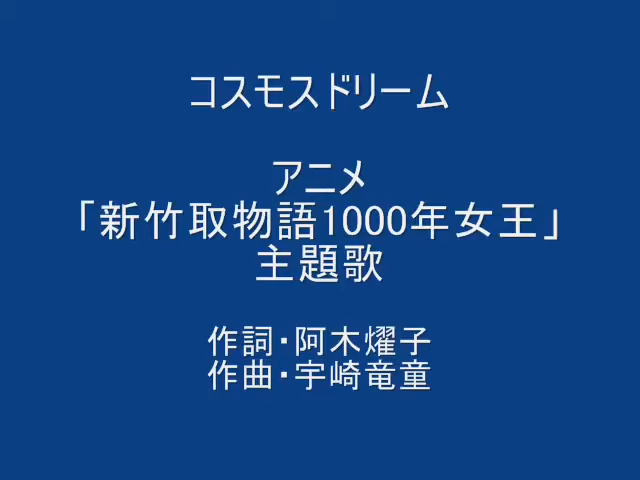 コスモスドリーム
アニメ
「新竹取物語1000年女王」
主題歌
作詞・阿木燿子
作曲・宇崎竜童